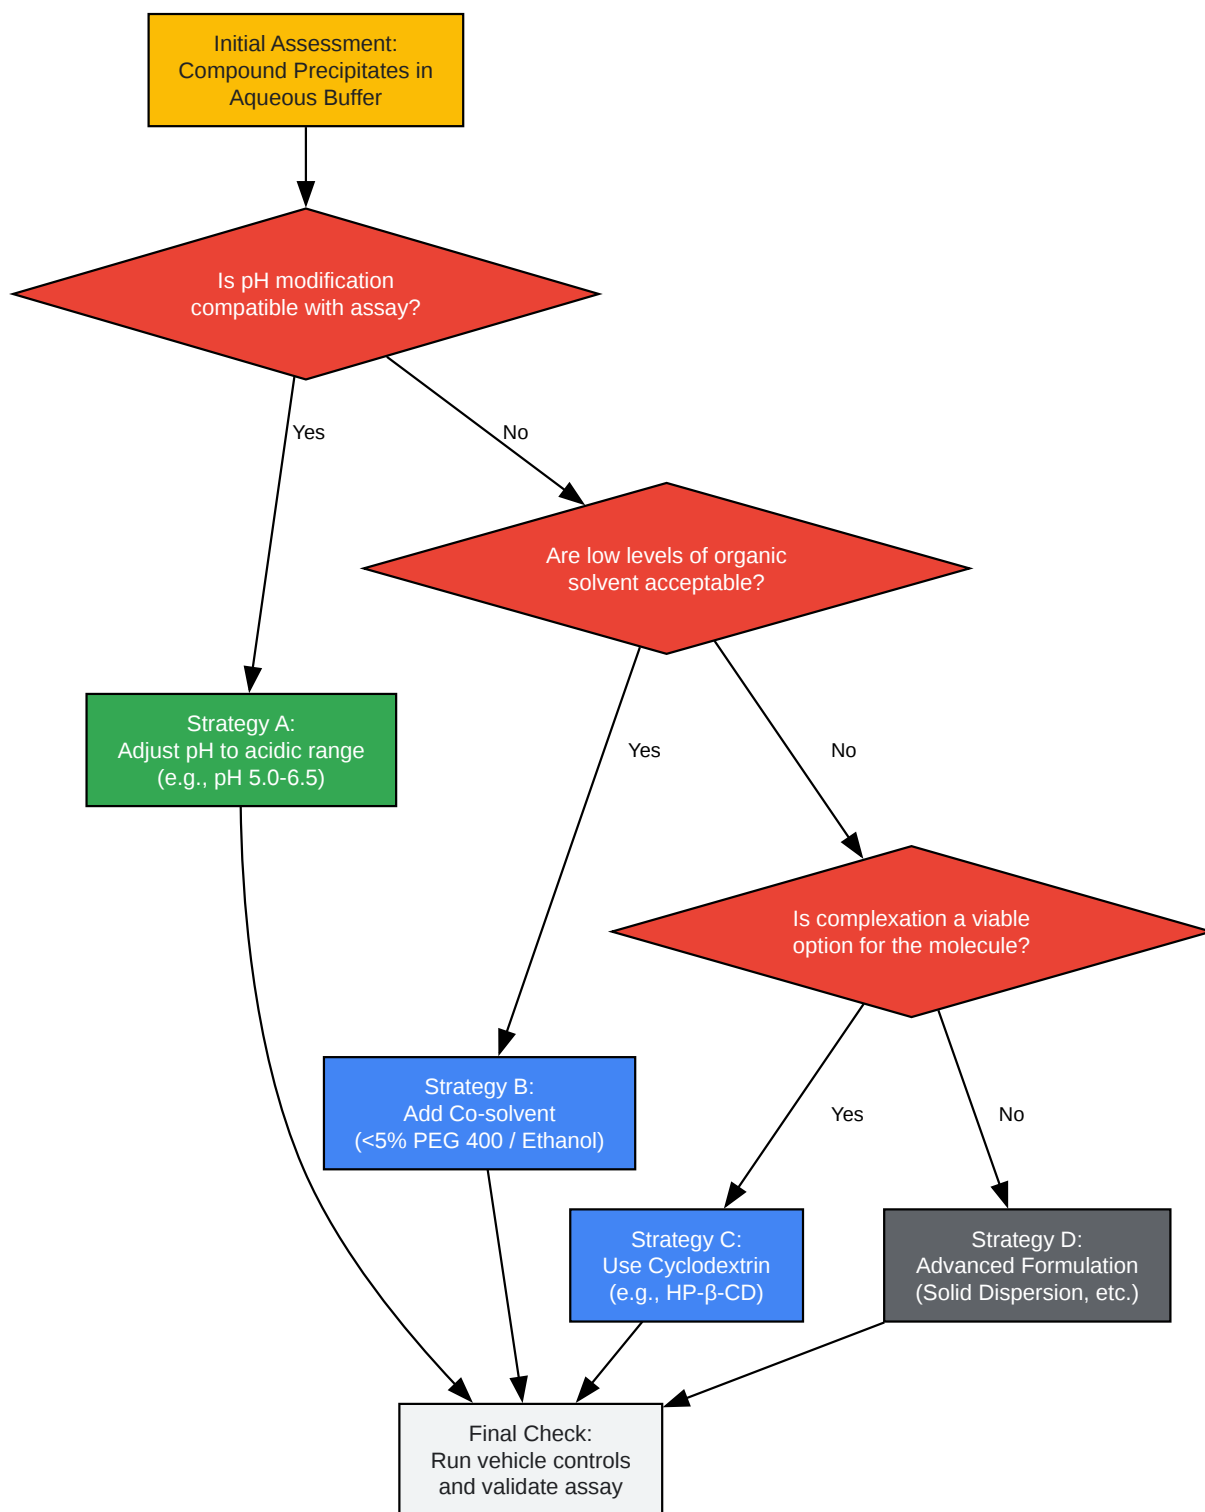 Initial Assessment:
Compound Precipitates in
Aqueous Buffer
Is pH modification
compatible with assay?
Yes
No
Are low levels of organic
solvent acceptable?
Strategy A:
Adjust pH to acidic range
(e.g., pH 5.0-6.5)
Yes
No
Is complexation a viable
option for the molecule?
Strategy B:
Add Co-solvent
(<5% PEG 400 / Ethanol)
Yes
No
Strategy C:
Use Cyclodextrin
(e.g., HP-β-CD)
Strategy D:
Advanced Formulation
(Solid Dispersion, etc.)
Final Check:
Run vehicle controls
and validate assay